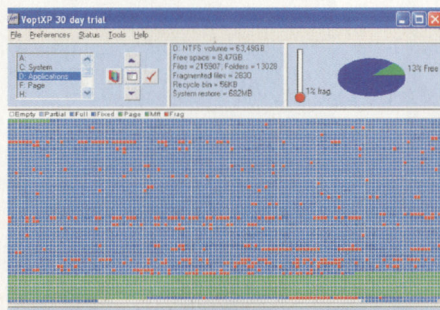 VoptXP 30 day trial
File Preferences Status Tools Help
A:
C: System
D: Applications
F: Page
H:
D: NTFS volume = 63,49GB
Free space = 8,47GB
Files = 215907; Folders = 13028
Fragmented files = 2830
Recycle bin = 56KB
System restore = 682MB
1% frag.
13% Free
Empty Partial Full Fixed Page Mft Frag